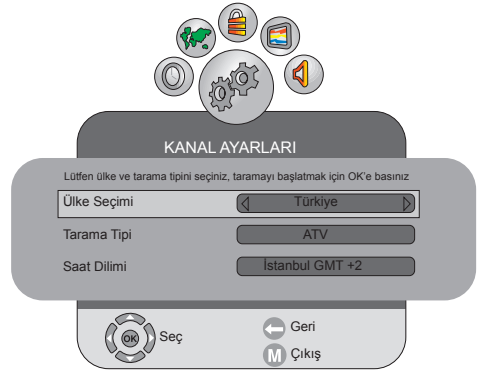 KANAL AYARLARI
Lütfen ülke ve tarama tipini seçiniz, taramayı başlatmak için OK'e basınız
Ülke Seçimi Türkiye
Tarama Tipi ATV
Saat Dilimi İstanbul GMT +2
OK Seç Geri
M Çıkış